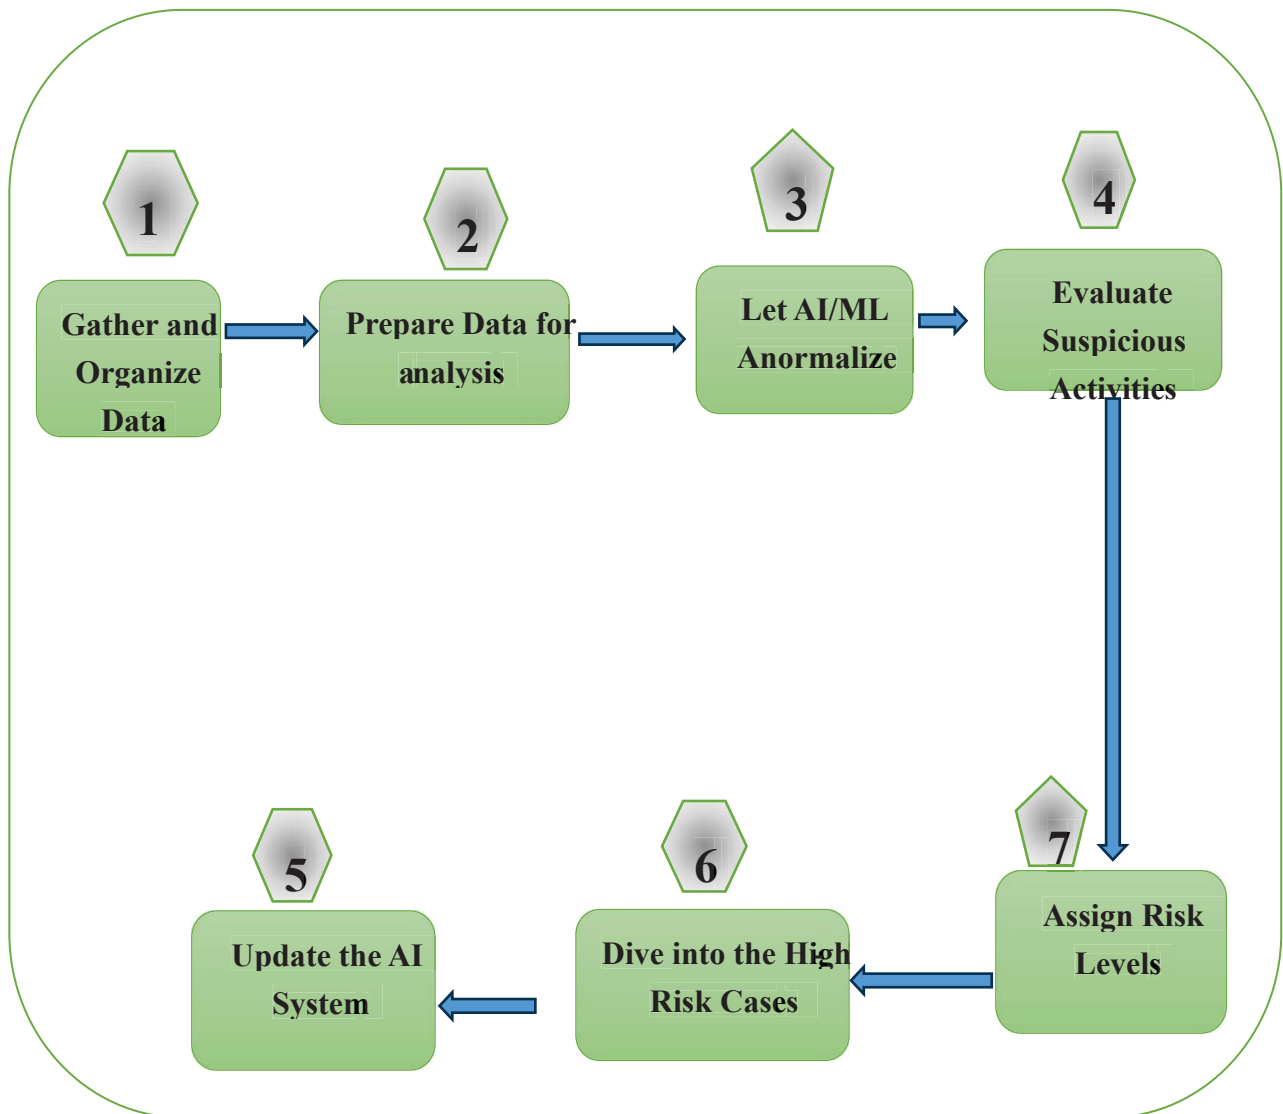 1
2
3
4
Gather and
Organize
Data
Prepare Data for
analysis
Let AI/ML
Anormalize
Evaluate
Suspicious
Activities
5
6
7
Update the AI
System
Dive into the High
Risk Cases
Assign Risk
Levels